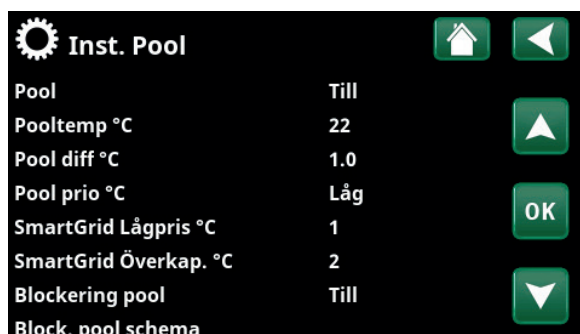 Inst. Pool
Pool Till
Pooltemp °C 22
Pool diff °C 1.0
Pool prio °C Låg
SmartGrid Lågpris °C 1
OK
SmartGrid Överkap. °C 2
Blockering pool Till
Block. pool schema